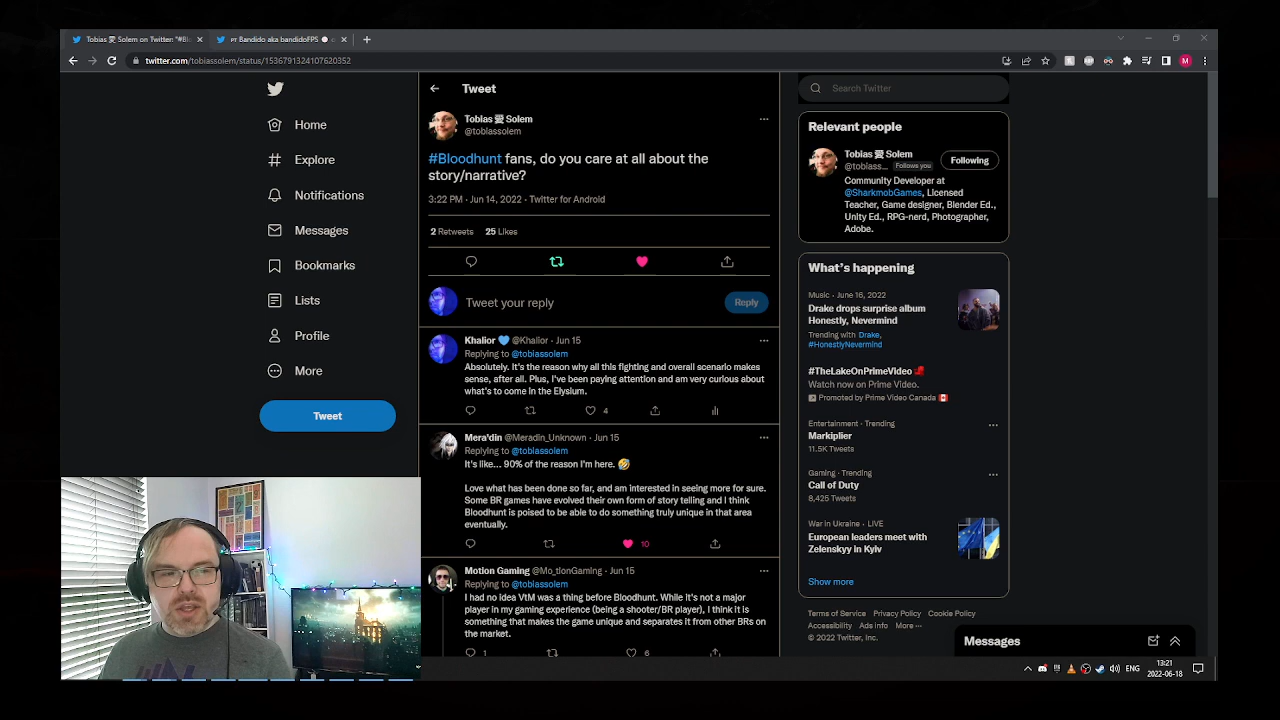 Tobias 愛 Solem on Twitter: "#Blo
PT Bandido aka bandidoFPS
twitter.com/tobiassolem/status/1536791324107620352
M
Home
Explore
Notifications
Messages
Bookmarks
Lists
Profile
More
Tweet
Tweet
Tobias 愛 Solem
@tobiassolem
#Bloodhunt fans, do you care at all about the
story/narrative?
3:22 PM · Jun 14, 2022 · Twitter for Android
2 Retweets 25 Likes
Tweet your reply
Reply
Khalior 💙 @Khalior · Jun 15
Replying to @tobiassolem
Absolutely. It's the reason why all this fighting and overall scenario makes
sense, after all. Plus, I've been paying attention and am very curious about
what's to come in the Elysium.
4
Mera'din @Meradin_Unknown · Jun 15
Replying to @tobiassolem
It's like... 90% of the reason I'm here. 🤣
Love what has been done so far, and am interested in seeing more for sure.
Some BR games have evolved their own form of story telling and I think
Bloodhunt is poised to be able to do something truly unique in that area
eventually.
10
Motion Gaming @Mo_tionGaming · Jun 15
Replying to @tobiassolem
I had no idea VtM was a thing before Bloodhunt. While it's not a major
player in my gaming experience (being a shooter/BR player), I think it is
something that makes the game unique and separates it from other BRs on
the market.
1 6
Search Twitter
Relevant people
Tobias 愛 Solem
@tobiass... Follows you
Following
Community Developer at
@SharkmobGames, Licensed
Teacher, Game designer, Blender Ed.,
Unity Ed., RPG-nerd, Photographer,
Adobe.
What's happening
Music · June 16, 2022
Drake drops surprise album
Honestly, Nevermind
Trending with Drake,
#HonestlyNevermind
#TheLakeOnPrimeVideo
Watch now on Prime Video.
Promoted by Prime Video Canada 🇨🇦
Entertainment · Trending
Markiplier
11.5K Tweets
Gaming · Trending
Call of Duty
8,425 Tweets
War in Ukraine · LIVE
European leaders meet with
Zelenskyy in Kyiv
Show more
Terms of Service Privacy Policy Cookie Policy
Accessibility Ads info More ···
© 2022 Twitter, Inc.
Messages
ENG
13:21
2022-06-18